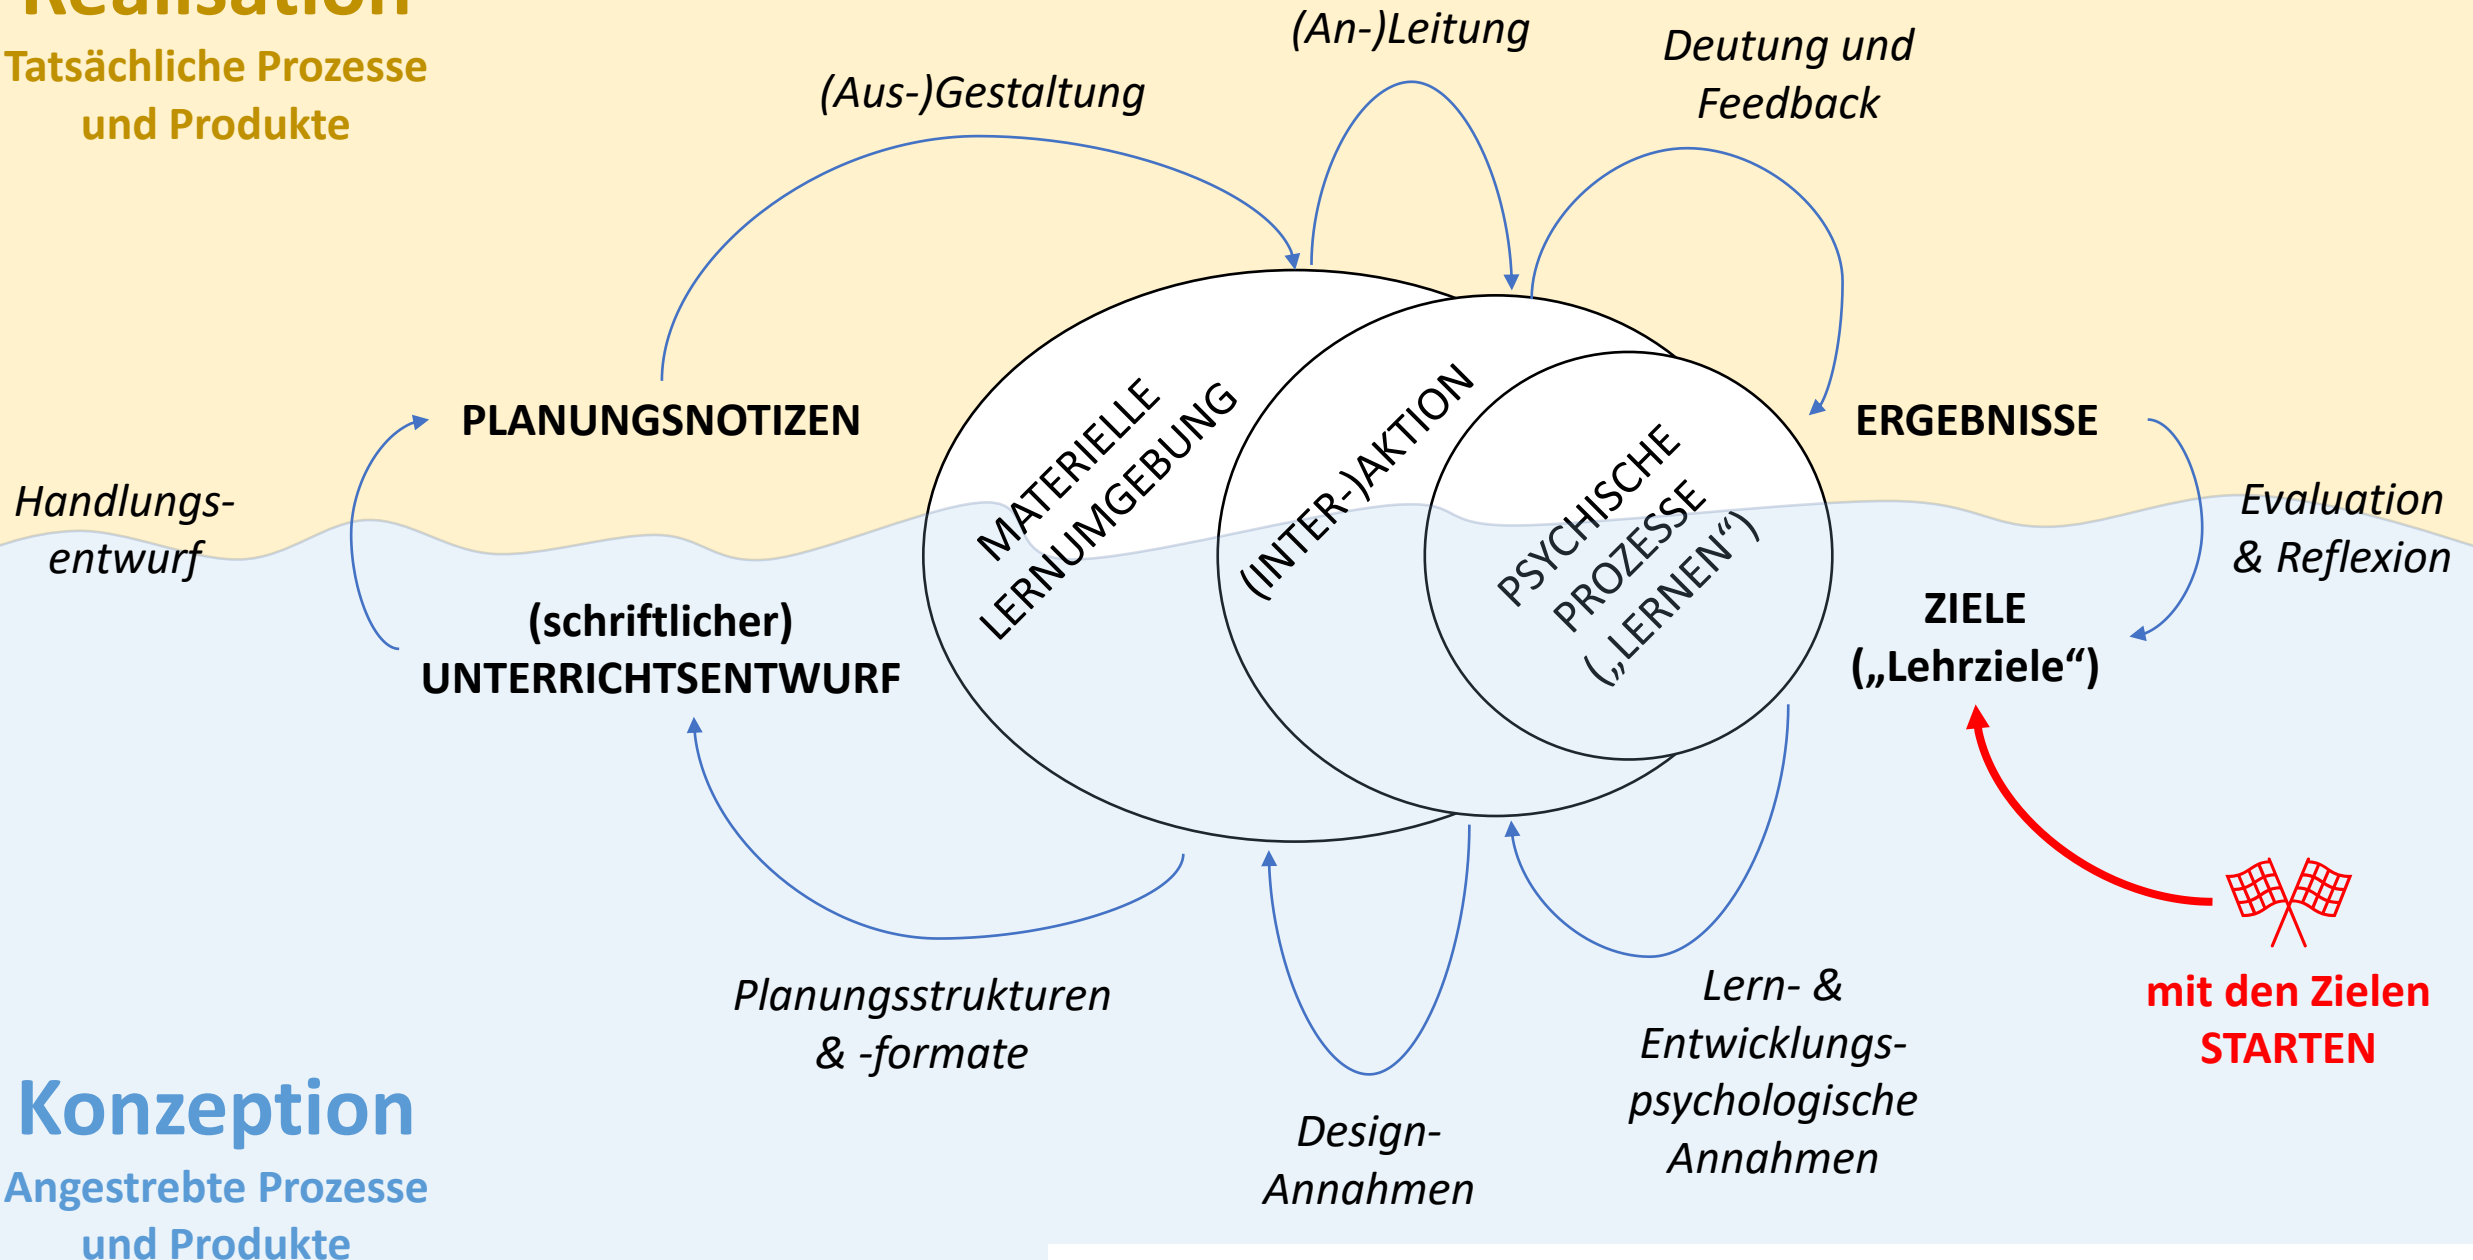 Realisation
Tatsächliche Prozesse
und Produkte
(Aus-)Gestaltung
(An-)Leitung
Deutung und
Feedback
PLANUNGSNOTIZEN
MATERIELLE
LERNUMGEBUNG
(INTER-)AKTION
PSYCHISCHE
PROZESSE
(„LERNEN“)
ERGEBNISSE
Handlungs-
entwurf
Evaluation
& Reflexion
(schriftlicher)
UNTERRICHTSENTWURF
ZIELE
(„Lehrziele“)
Planungsstrukturen
& -formate
Design-
Annahmen
Lern- &
Entwicklungs-
psychologische
Annahmen
mit den Zielen
STARTEN
Konzeption
Angestrebte Prozesse
und Produkte